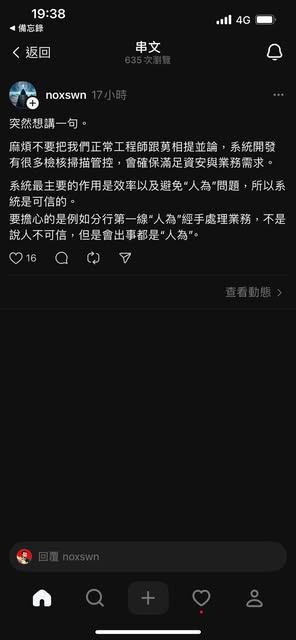 19:38
4G
◀ 備忘錄
返回
串文
635 次瀏覽
noxswn 17小時
突然想講一句。
麻煩不要把我們正常工程師跟莮相提並論，系統開發
有很多檢核掃描管控，會確保滿足資安與業務需求。
系統最主要的作用是效率以及避免“人為”問題，所以系
統是可信的。
要擔心的是例如分行第一線“人為”經手處理業務，不是
說人不可信，但是會出事都是“人為”。
16
查看動態
回覆 noxswn